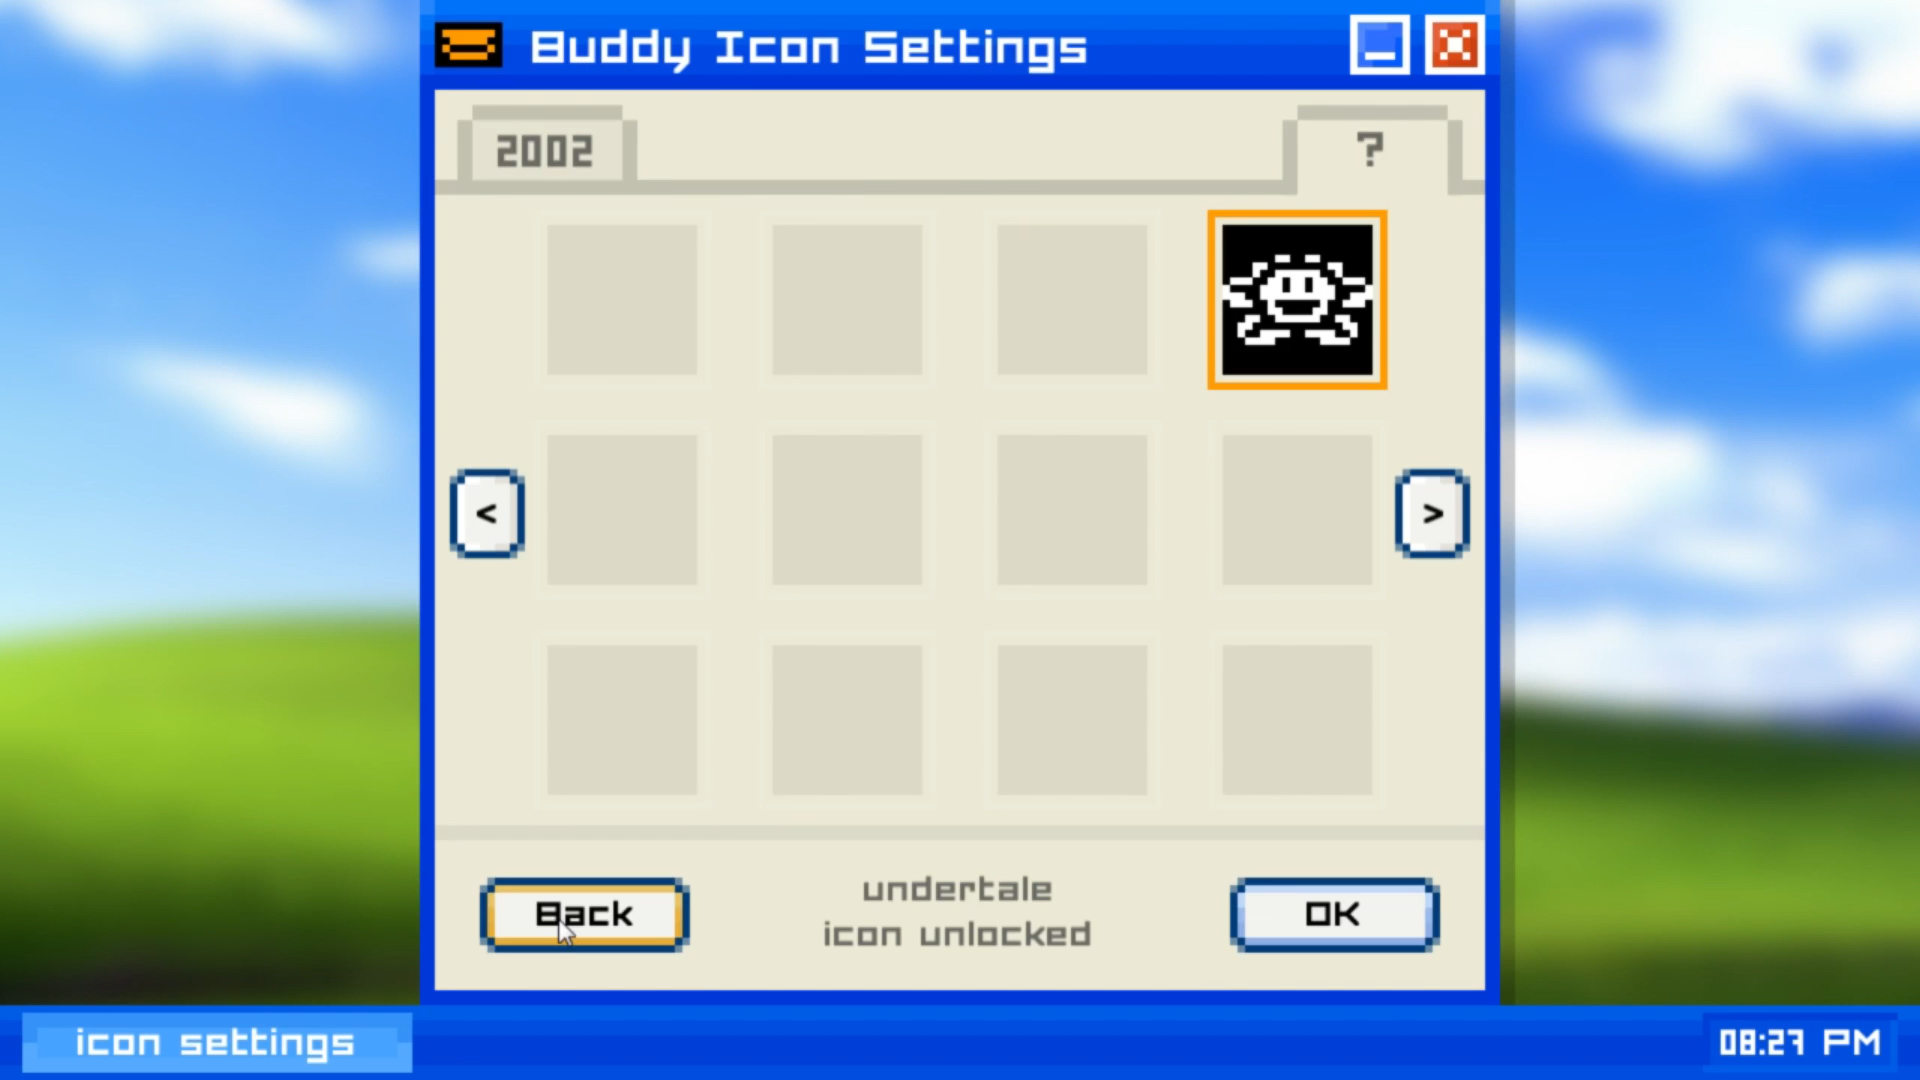 Buddy Icon Settings
2002
?
<
>
Back
undertale
icon unlocked
OK
icon settings
08:27 PM